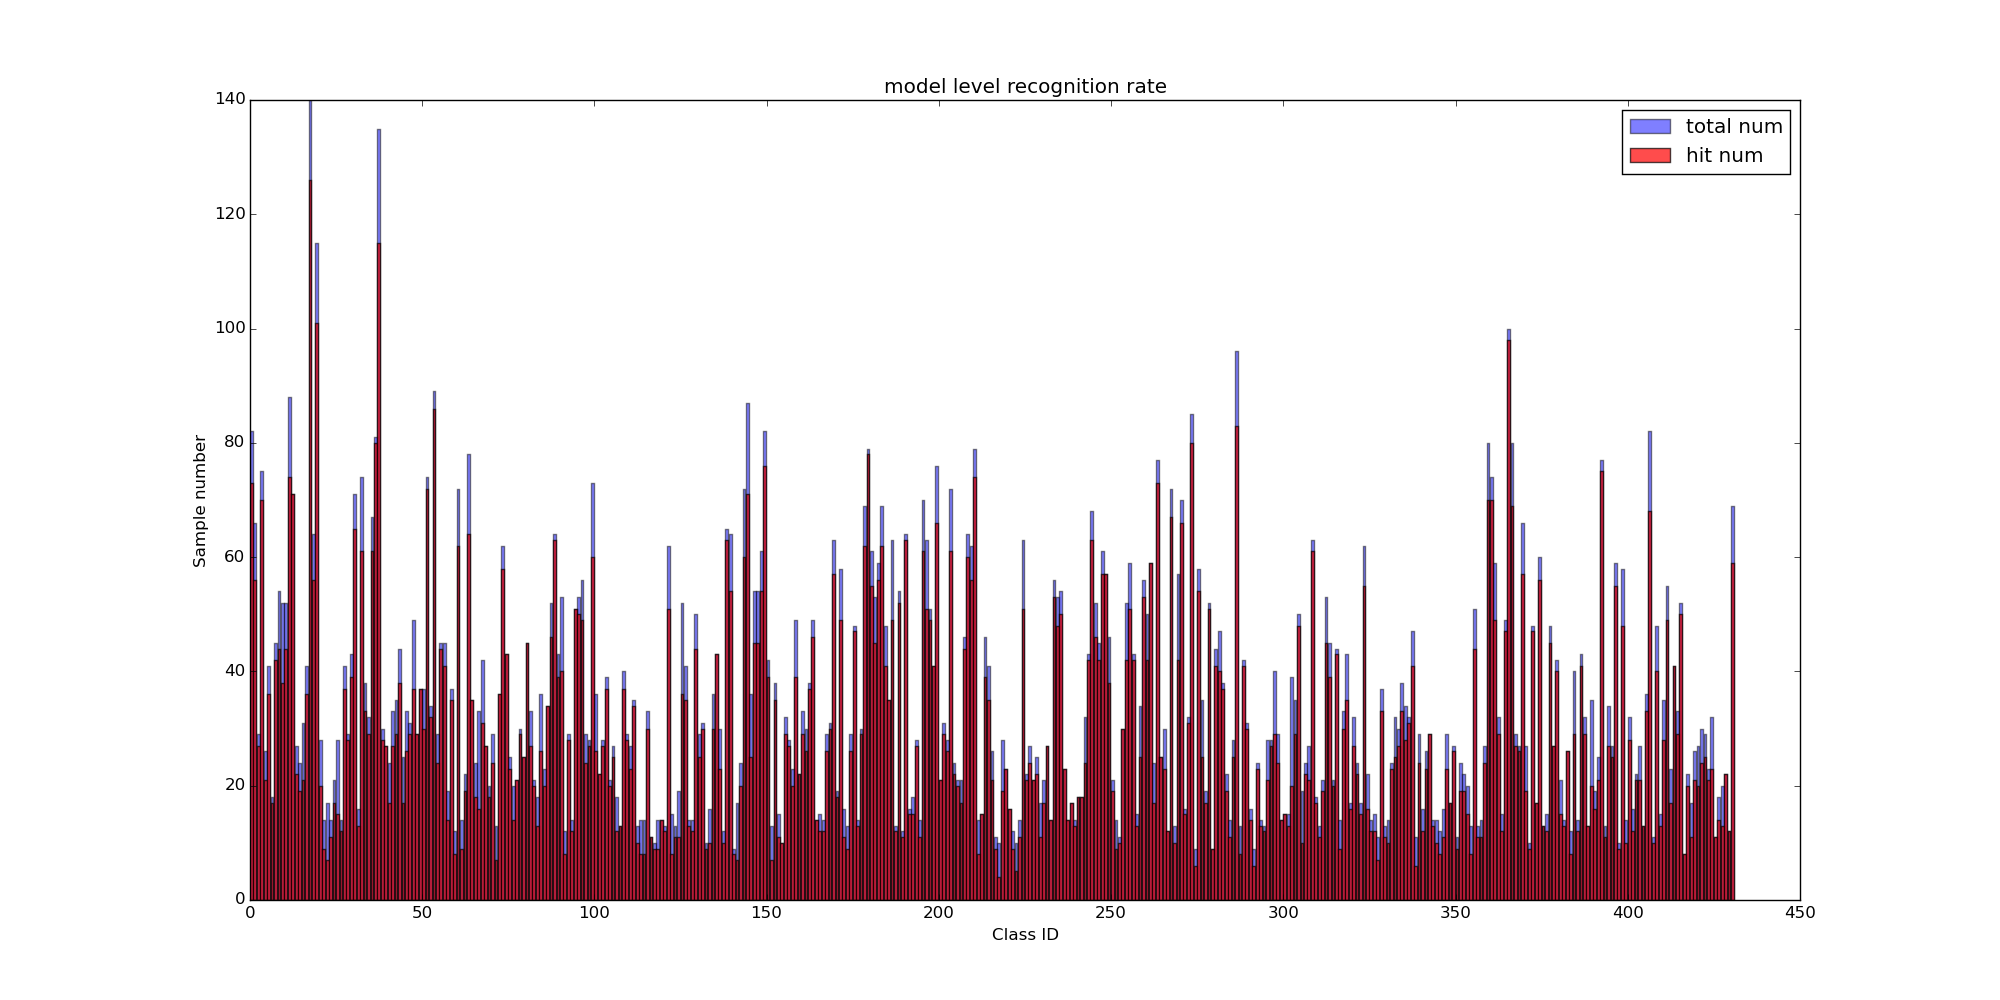 model level recognition rate
total num
hit num
140
120
100
80
60
40
20
0
Sample number
0 50 100 150 200 250 300 350 400 450
Class ID